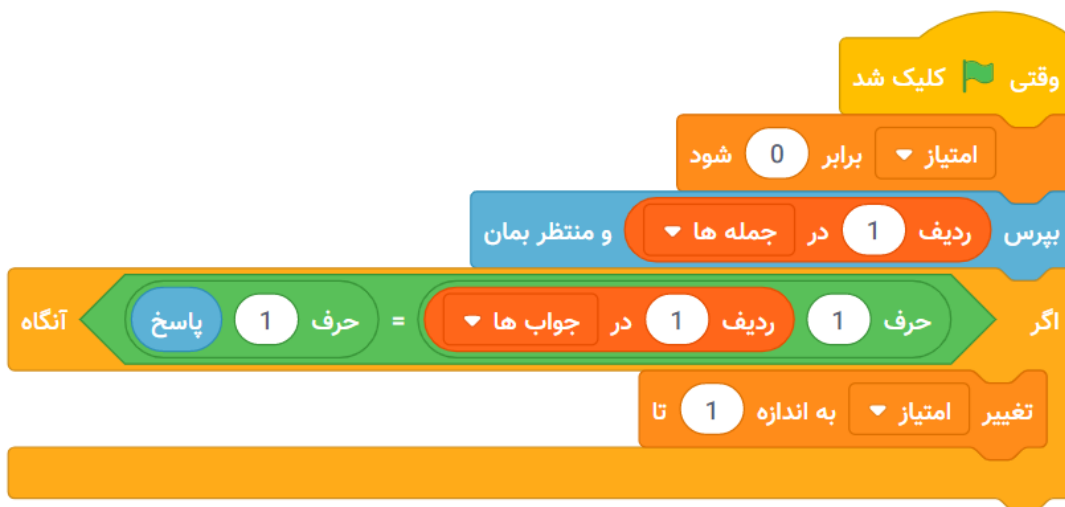 وقتی کلیک شد
امتیاز برابر 0 شود
بپرس ردیف 1 در جمله ها و منتظر بمان
اگر حرف 1 ردیف 1 در جواب ها = حرف 1 پاسخ آنگاه
تغییر امتیاز به اندازه 1 تا